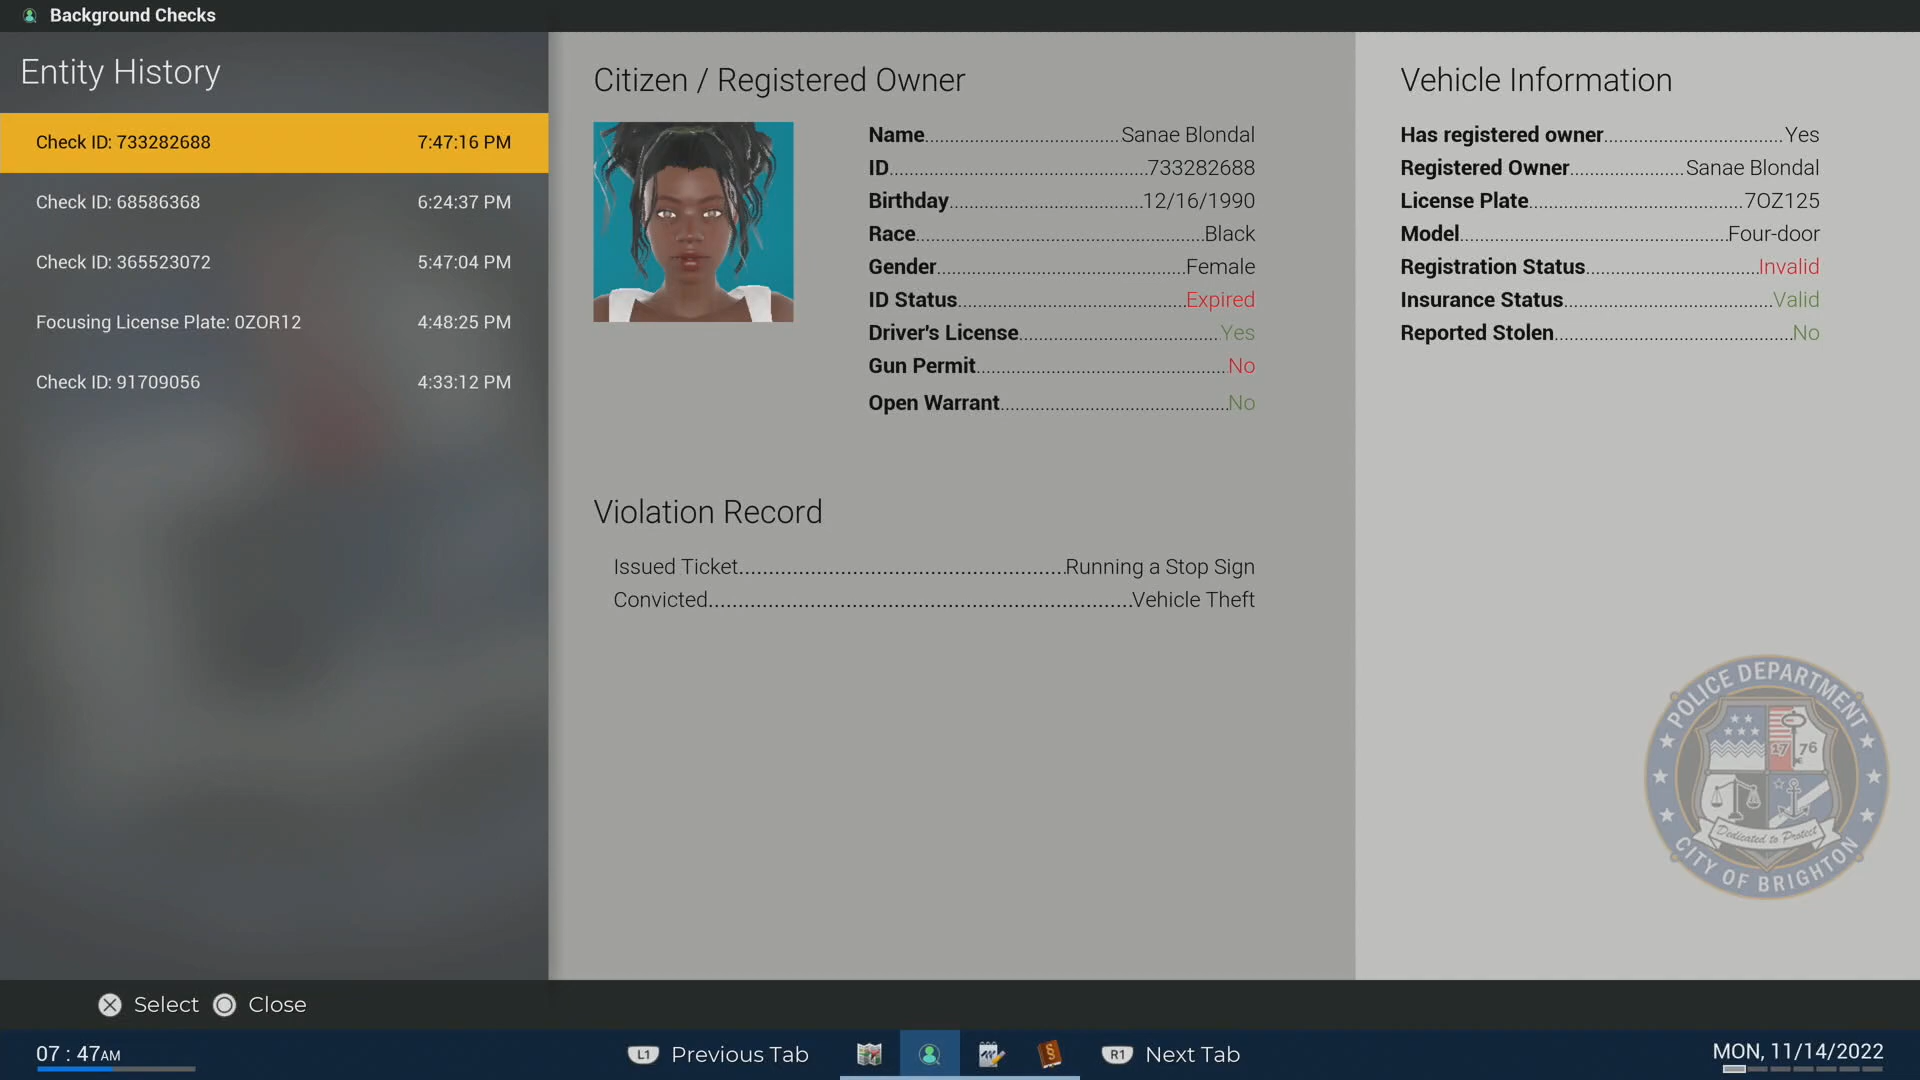 Background Checks
Entity History
Check ID: 733282688 7:47:16 PM
Check ID: 68586368 6:24:37 PM
Check ID: 365523072 5:47:04 PM
Focusing License Plate: 0ZOR12 4:48:25 PM
Check ID: 91709056 4:33:12 PM
Citizen / Registered Owner
Name Sanae Blondal
ID 733282688
Birthday 12/16/1990
Race Black
Gender Female
ID Status Expired
Driver's License Yes
Gun Permit No
Open Warrant No
Violation Record
Issued Ticket Running a Stop Sign
Convicted Vehicle Theft
Vehicle Information
Has registered owner Yes
Registered Owner Sanae Blondal
License Plate 7OZ125
Model Four-door
Registration Status Invalid
Insurance Status Valid
Reported Stolen No
POLICE DEPARTMENT
17 76
Dedicated to Protect
CITY OF BRIGHTON
Select Close
07 : 47AM
L1 Previous Tab
§
R1 Next Tab
MON, 11/14/2022